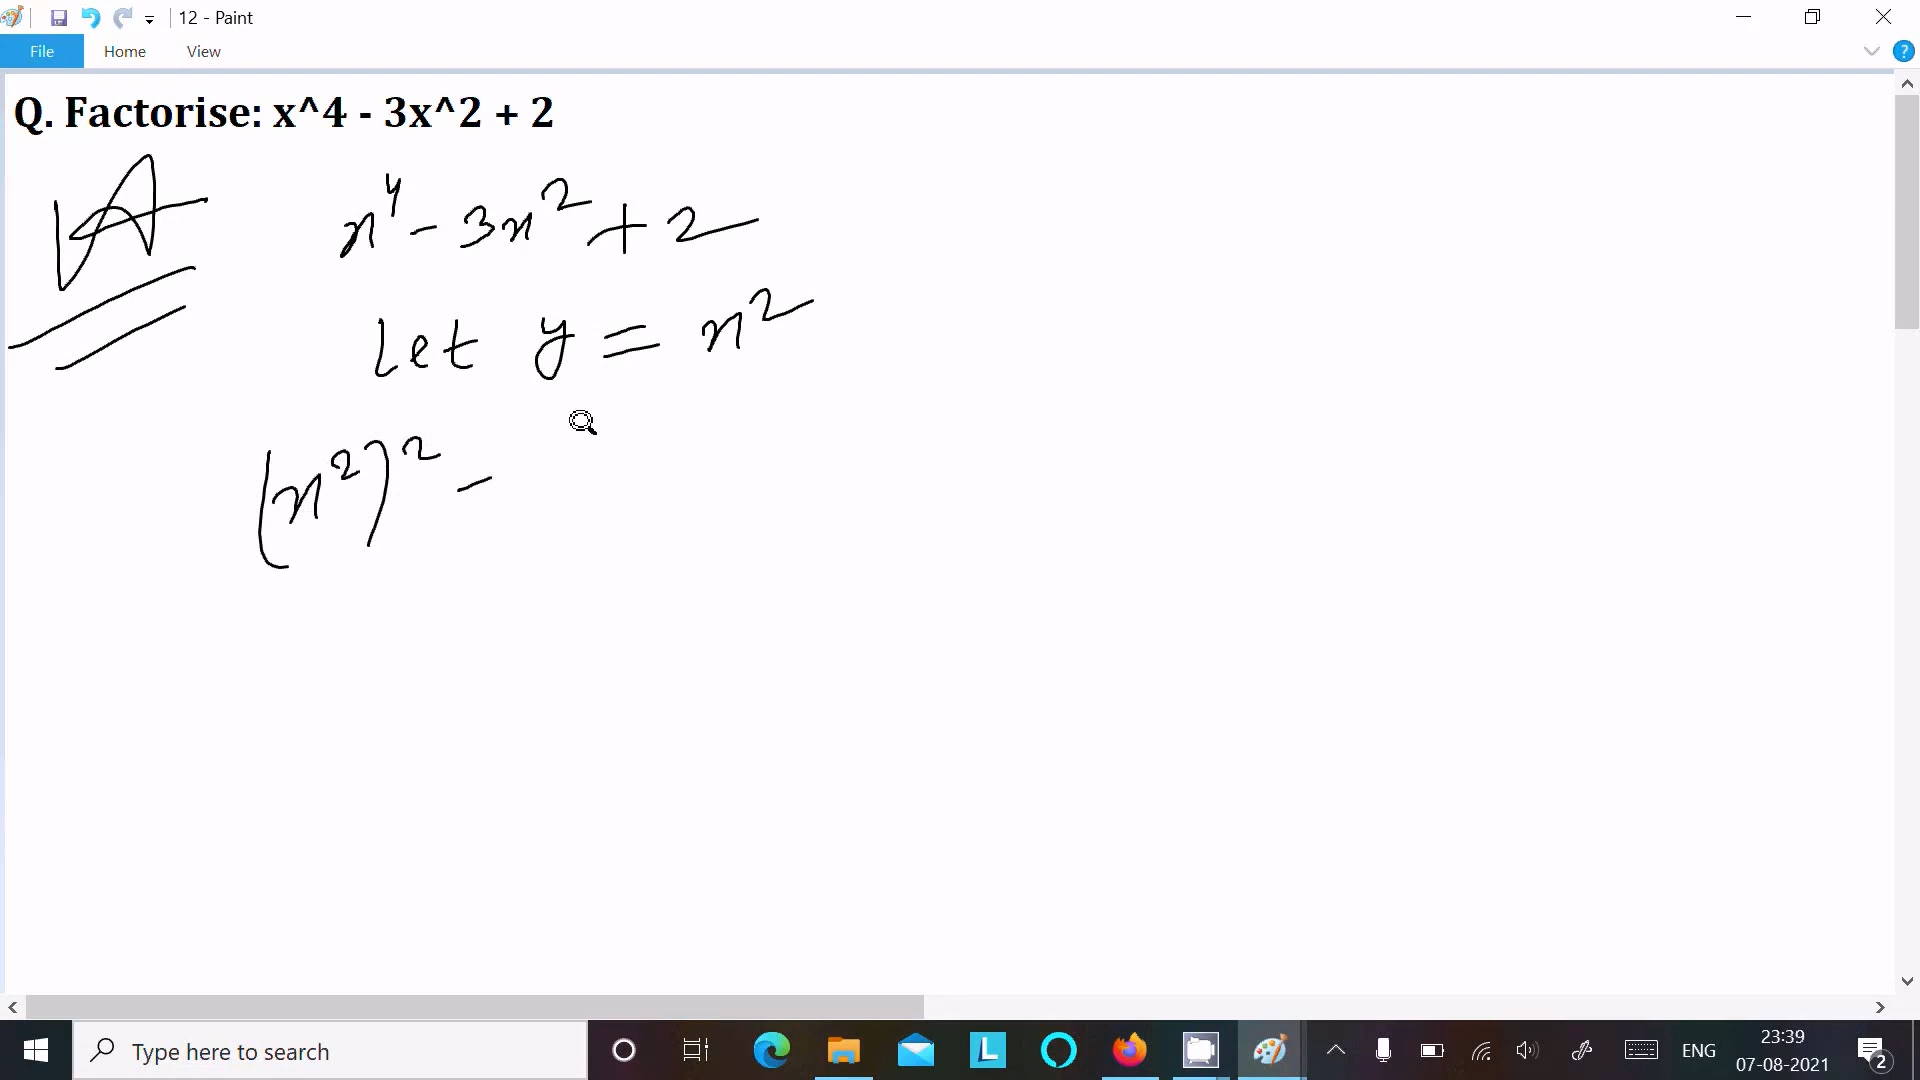 12 - Paint
File Home View
Q. Factorise: x^4 - 3x^2 + 2
A
x⁴ - 3x² + 2
Let y = x²
(x²)² -
Type here to search
ENG
23:39
07-08-2021
2